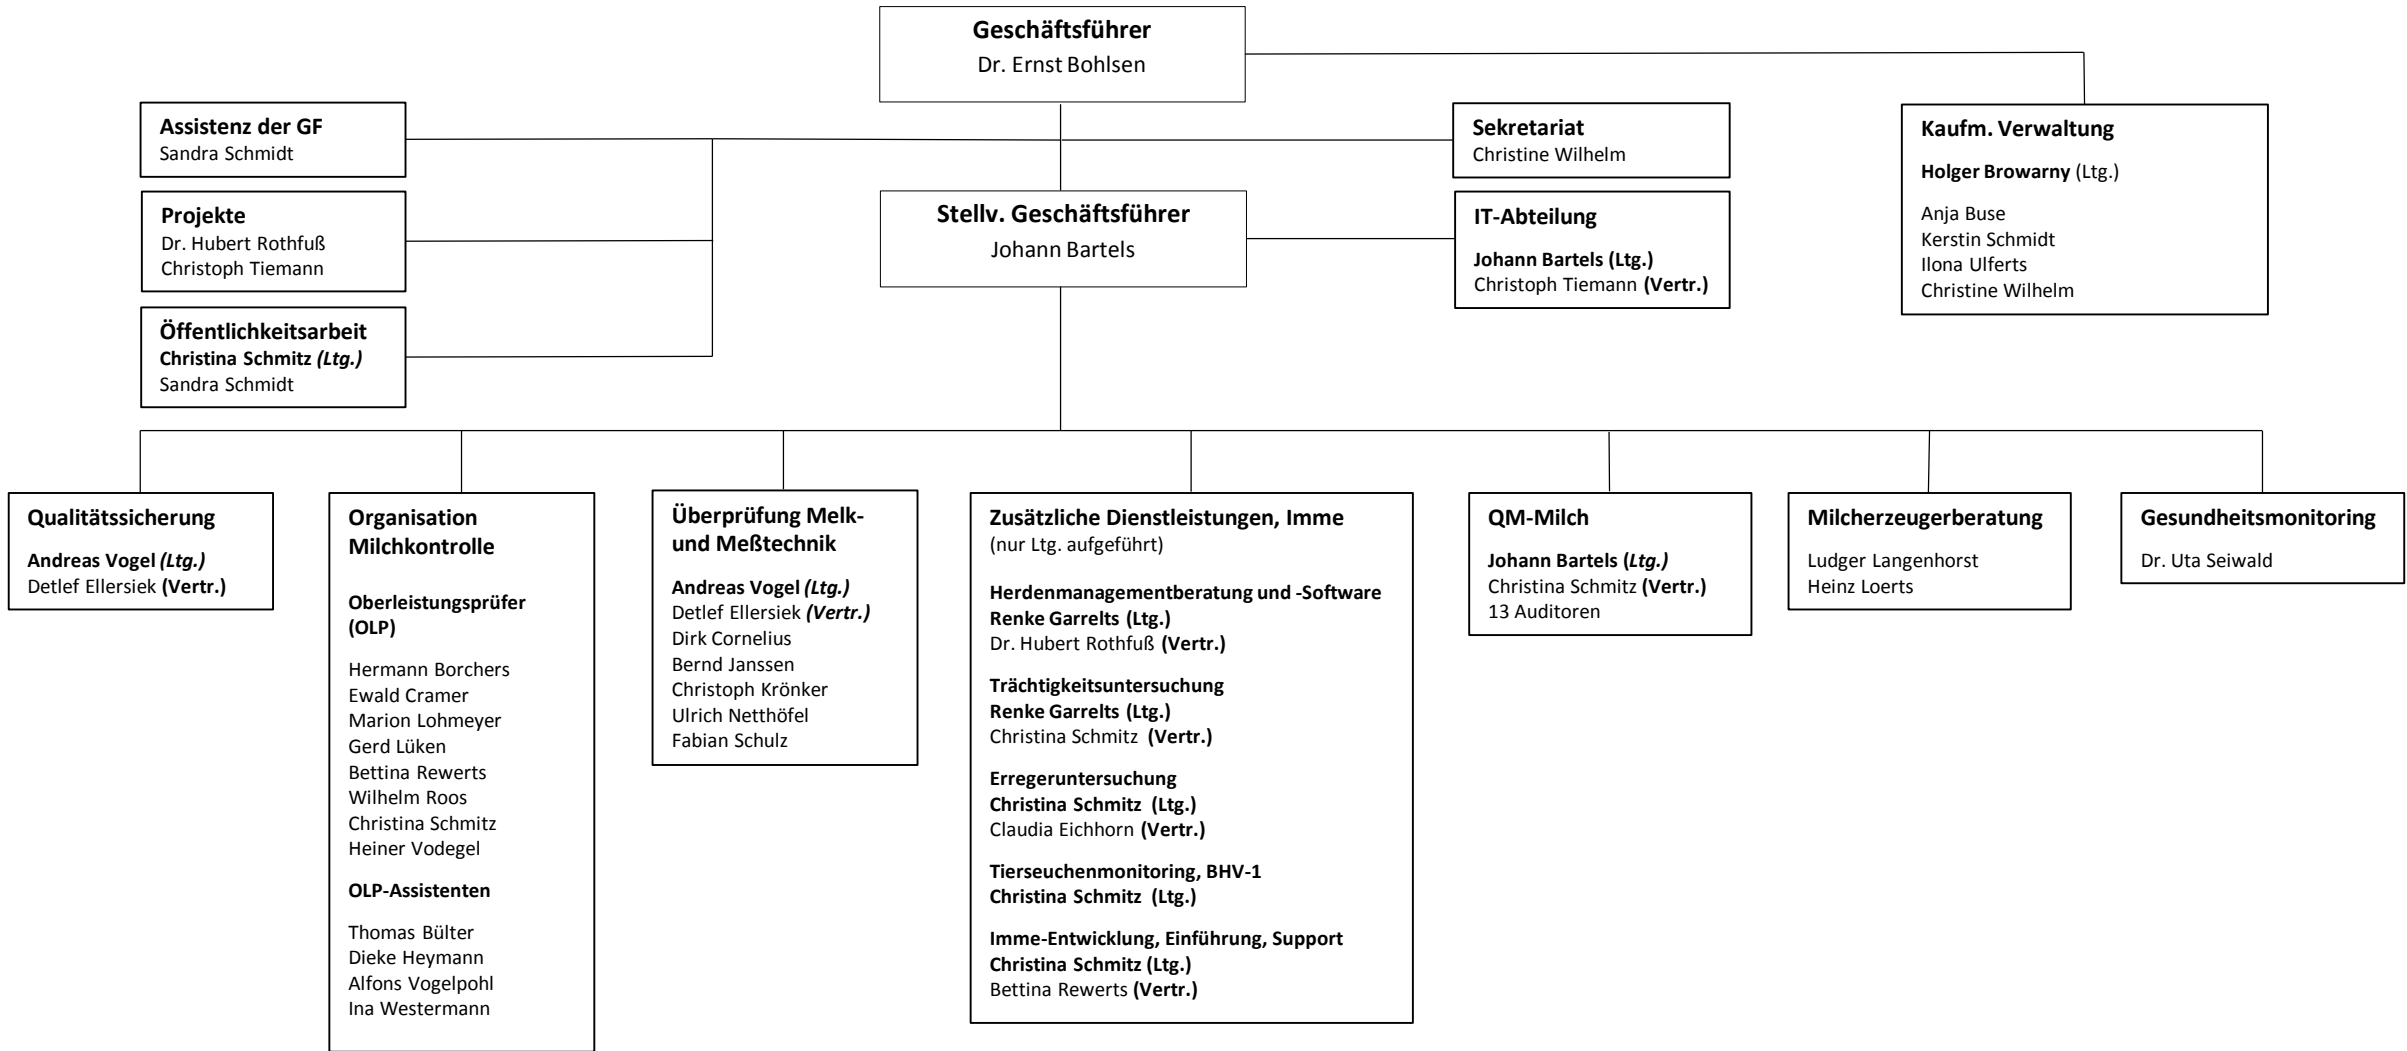 Geschäftsführer
Dr. Ernst Bohlsen
Assistenz der GF
Sandra Schmidt
Sekretariat
Christine Wilhelm
Kaufm. Verwaltung
Holger Browarny (Ltg.)
Anja Buse
Kerstin Schmidt
Ilona Ulferts
Christine Wilhelm
Projekte
Dr. Hubert Rothfuß
Christoph Tiemann
Stellv. Geschäftsführer
Johann Bartels
IT-Abteilung
Johann Bartels (Ltg.)
Christoph Tiemann (Vertr.)
Öffentlichkeitsarbeit
Christina Schmitz (Ltg.)
Sandra Schmidt
Qualitätssicherung
Andreas Vogel (Ltg.)
Detlef Ellersiek (Vertr.)
Organisation
Milchkontrolle
Oberleistungsprüfer
(OLP)
Hermann Borchers
Ewald Cramer
Marion Lohmeyer
Gerd Lüken
Bettina Rewerts
Wilhelm Roos
Christina Schmitz
Heiner Vodegel
OLP-Assistenten
Thomas Bülter
Dieke Heymann
Alfons Vogelpohl
Ina Westermann
Überprüfung Melk-
und Meßtechnik
Andreas Vogel (Ltg.)
Detlef Ellersiek (Vertr.)
Dirk Cornelius
Bernd Janssen
Christoph Krönker
Ulrich Netthöfel
Fabian Schulz
Zusätzliche Dienstleistungen, Imme
(nur Ltg. aufgeführt)
Herdenmanagementberatung und -Software
Renke Garrelts (Ltg.)
Dr. Hubert Rothfuß (Vertr.)
Trächtigkeitsuntersuchung
Renke Garrelts (Ltg.)
Christina Schmitz (Vertr.)
Erregeruntersuchung
Christina Schmitz (Ltg.)
Claudia Eichhorn (Vertr.)
Tierseuchenmonitoring, BHV-1
Christina Schmitz (Ltg.)
Imme-Entwicklung, Einführung, Support
Christina Schmitz (Ltg.)
Bettina Rewerts (Vertr.)
QM-Milch
Johann Bartels (Ltg.)
Christina Schmitz (Vertr.)
13 Auditoren
Milcherzeugerberatung
Ludger Langenhorst
Heinz Loerts
Gesundheitsmonitoring
Dr. Uta Seiwald